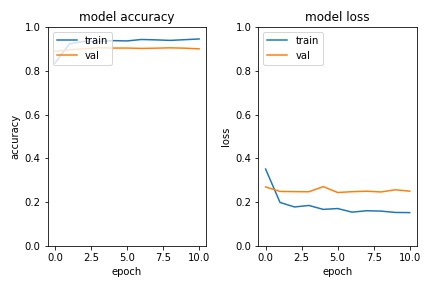 model accuracy
1.0
0.8
0.6
0.4
0.2
0.0
accuracy
train
val
0.0 2.5 5.0 7.5 10.0
epoch
model loss
1.0
0.8
0.6
0.4
0.2
0.0
loss
train
val
0.0 2.5 5.0 7.5 10.0
epoch